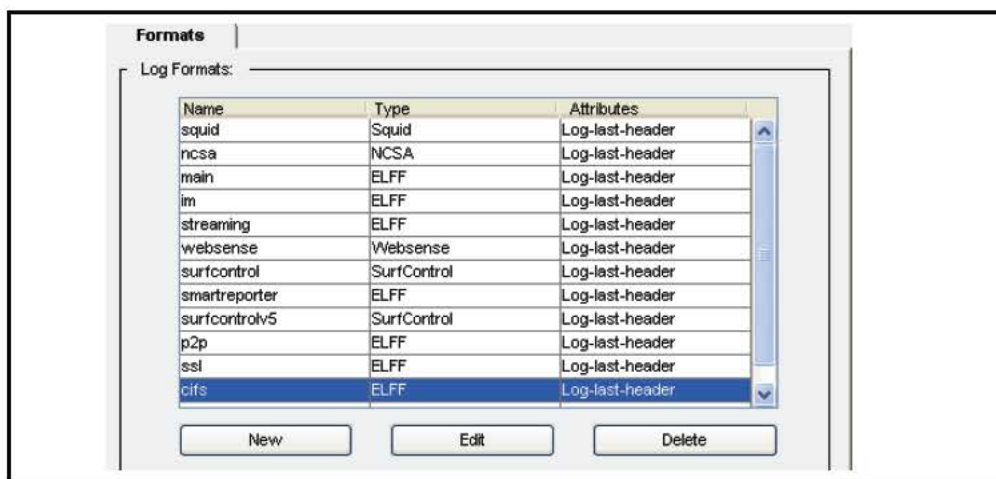 Formats
Log Formats:
Name Type Attributes
squid Squid Log-last-header
ncsa NCSA Log-last-header
main ELFF Log-last-header
im ELFF Log-last-header
streaming ELFF Log-last-header
websense Websense Log-last-header
surfcontrol SurfControl Log-last-header
smartreporter ELFF Log-last-header
surfcontrolv5 SurfControl Log-last-header
p2p ELFF Log-last-header
ssl ELFF Log-last-header
cifs ELFF Log-last-header
New Edit Delete